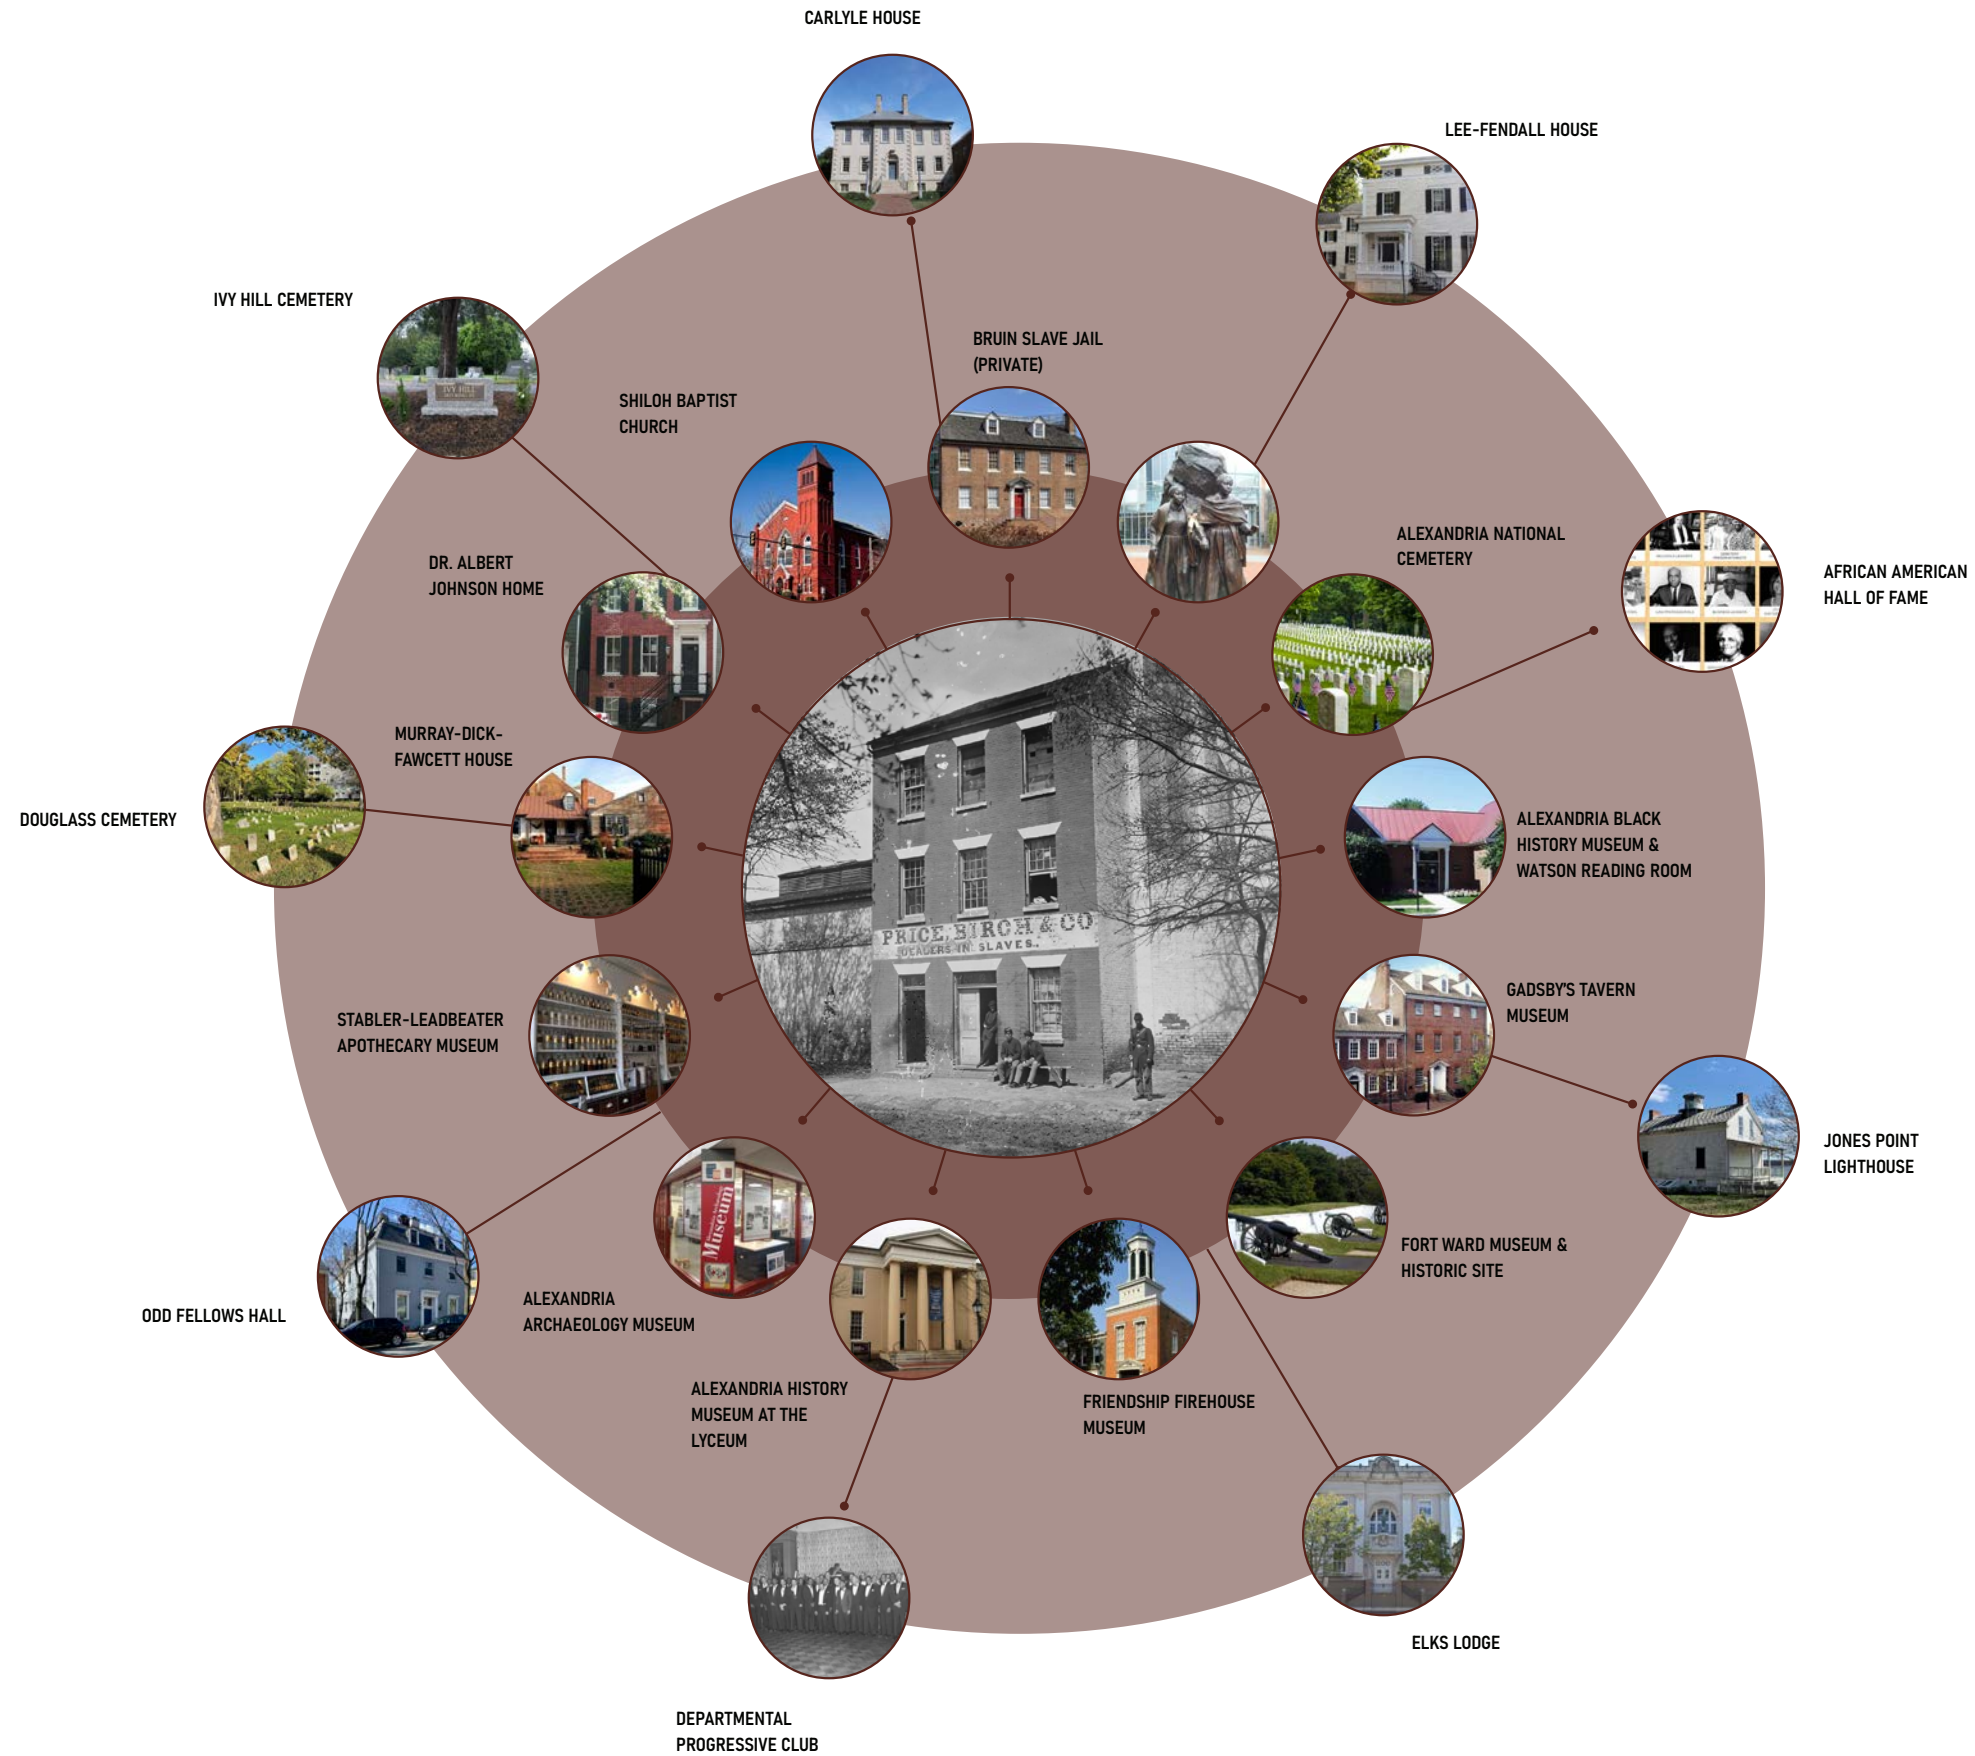 CARLYLE HOUSE
LEE-FENDALL HOUSE
IVY HILL CEMETERY
IVY HILL
BRUIN SLAVE JAIL
(PRIVATE)
SHILOH BAPTIST
CHURCH
ALEXANDRIA NATIONAL
CEMETERY
DR. ALBERT
JOHNSON HOME
AFRICAN AMERICAN
HALL OF FAME
MURRAY-DICK-
FAWCETT HOUSE
DOUGLASS CEMETERY
ALEXANDRIA BLACK
HISTORY MUSEUM &
WATSON READING ROOM
PRICE, BIRCH & CO
DEALERS IN SLAVES.
GADSBY'S TAVERN
MUSEUM
STABLER-LEADBEATER
APOTHECARY MUSEUM
JONES POINT
LIGHTHOUSE
Museum
FORT WARD MUSEUM &
HISTORIC SITE
ODD FELLOWS HALL
ALEXANDRIA
ARCHAEOLOGY MUSEUM
ALEXANDRIA HISTORY
MUSEUM AT THE
LYCEUM
FRIENDSHIP FIREHOUSE
MUSEUM
ELKS LODGE
DEPARTMENTAL
PROGRESSIVE CLUB